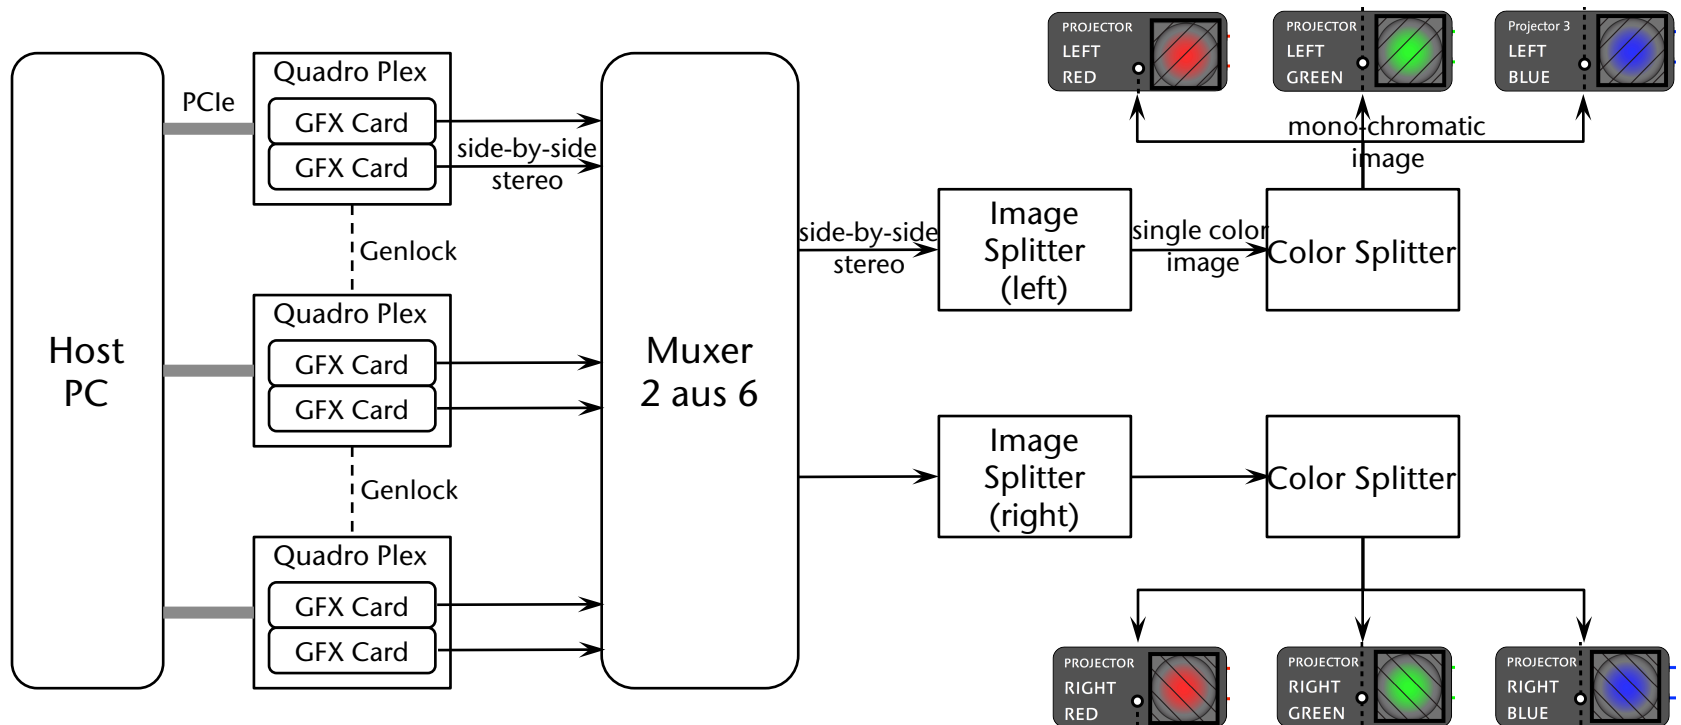 PROJECTOR
LEFT
RED
PROJECTOR
LEFT
GREEN
Projector 3
LEFT
BLUE
mono-chromatic
image
Host
PC
PCIe
Quadro Plex
GFX Card
GFX Card
side-by-side
stereo
Genlock
Quadro Plex
GFX Card
GFX Card
Genlock
Quadro Plex
GFX Card
GFX Card
Muxer
2 aus 6
side-by-side
stereo
Image
Splitter
(left)
single color
image
Color Splitter
Image
Splitter
(right)
Color Splitter
PROJECTOR
RIGHT
RED
PROJECTOR
RIGHT
GREEN
PROJECTOR
RIGHT
BLUE